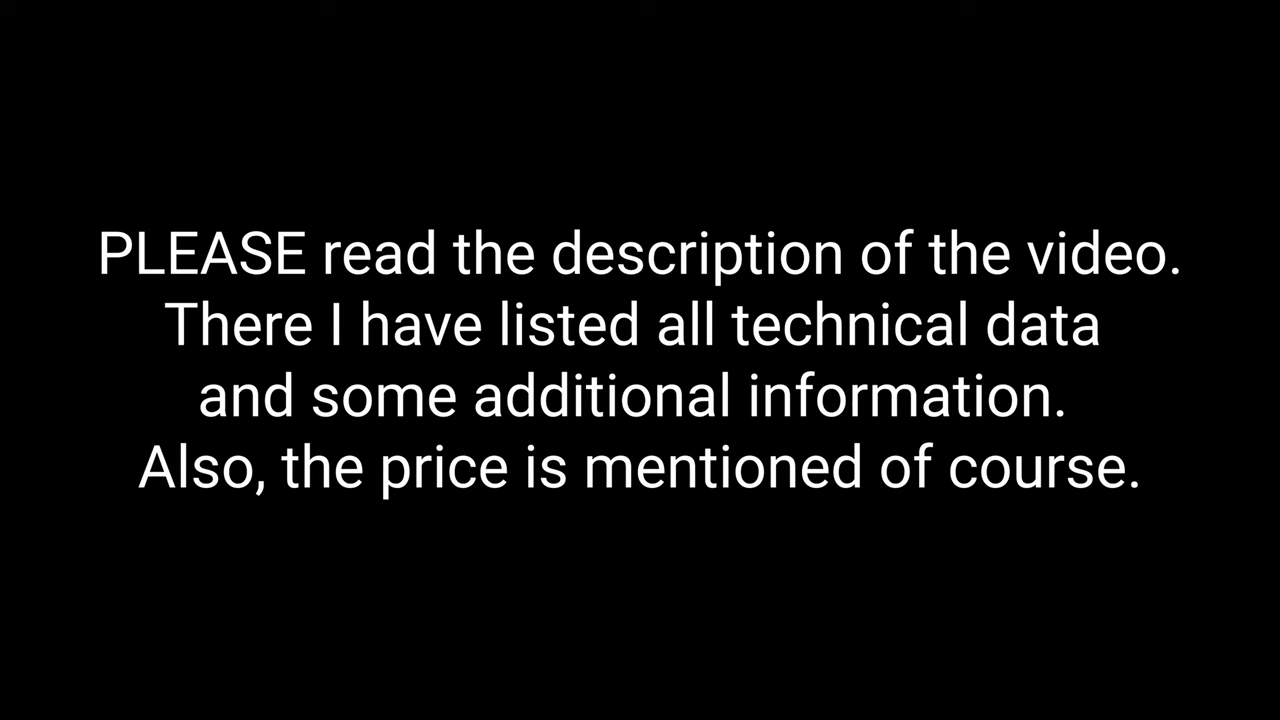 PLEASE read the description of the video.
There I have listed all technical data
and some additional information.
Also, the price is mentioned of course.